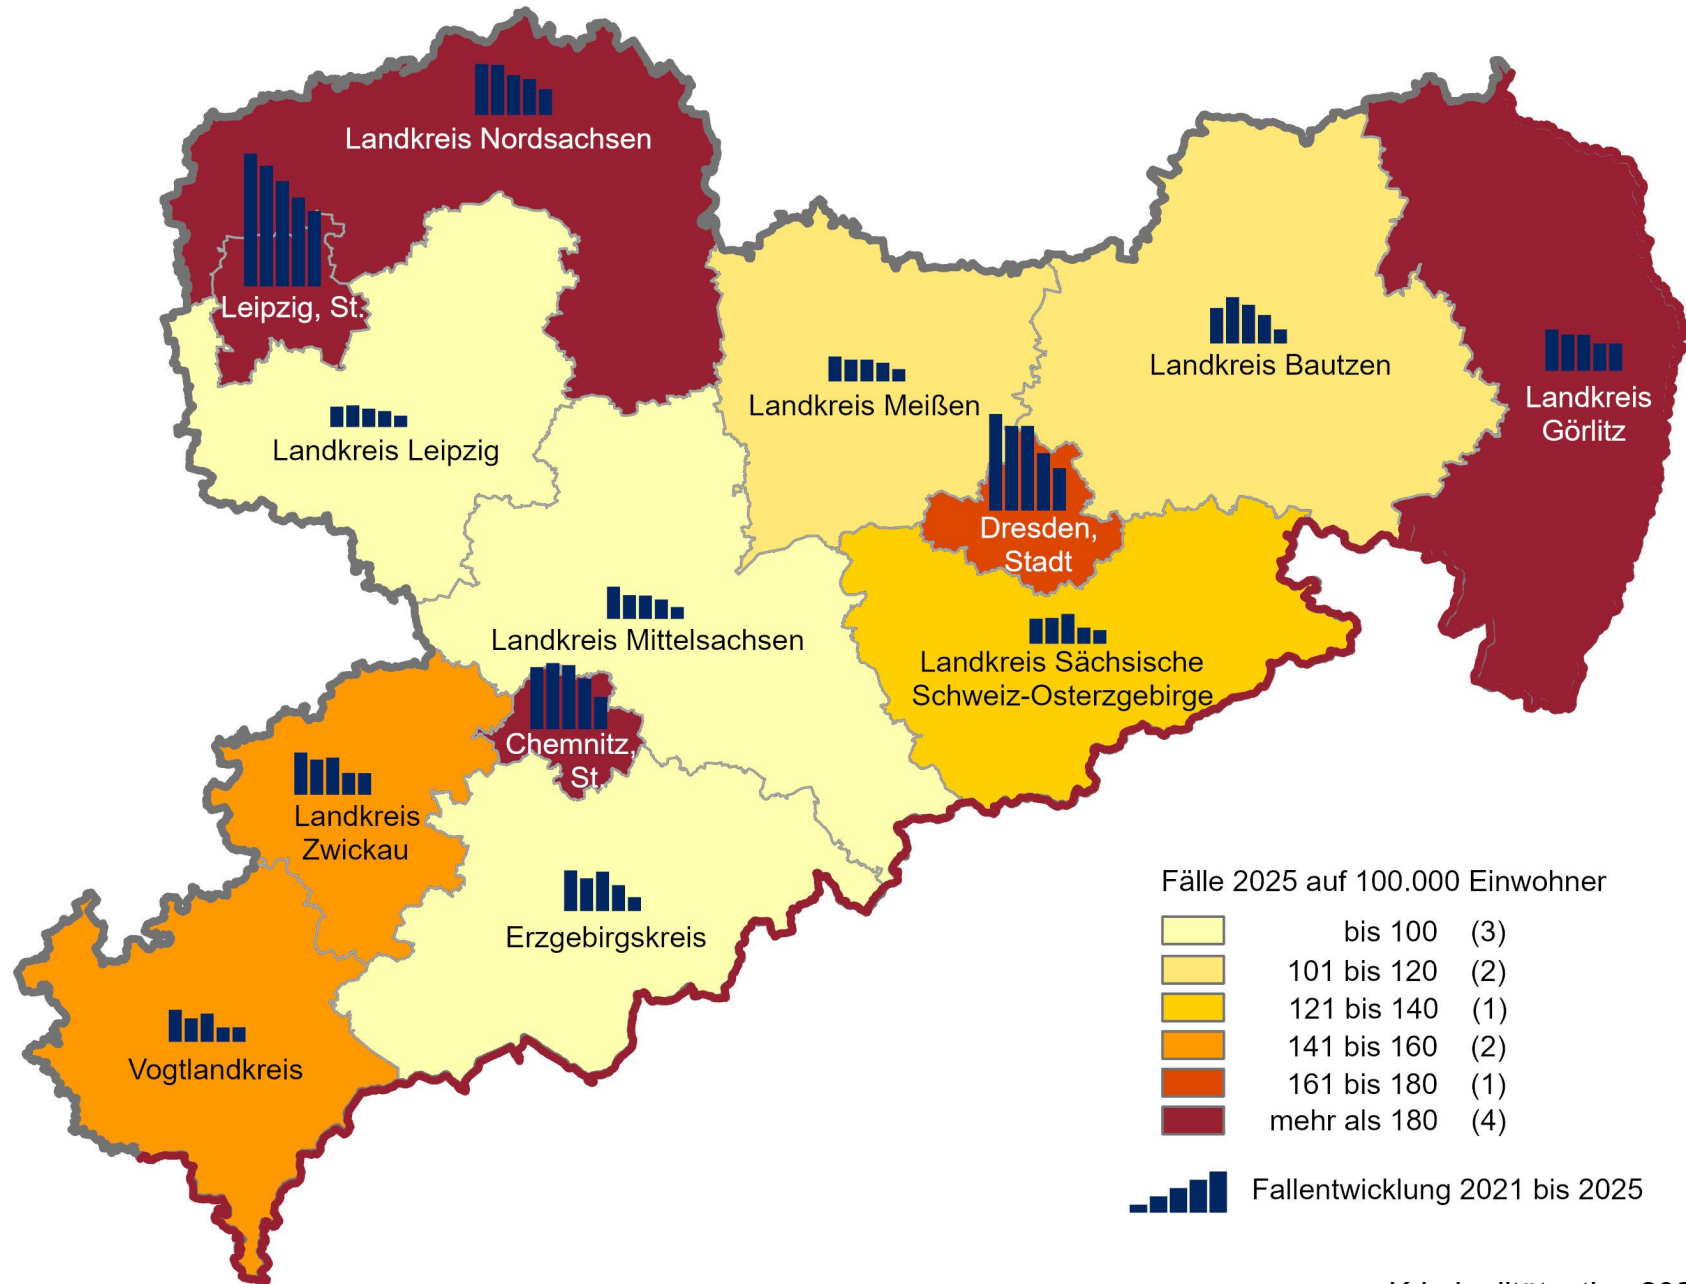 Landkreis Nordsachsen
Leipzig, St.
Landkreis Leipzig
Landkreis Meißen
Landkreis Bautzen
Landkreis
Görlitz
Dresden,
Stadt
Landkreis Mittelsachsen
Landkreis Sächsische
Schweiz-Osterzgebirge
Chemnitz,
St.
Landkreis
Zwickau
Erzgebirgskreis
Vogtlandkreis
Fälle 2025 auf 100.000 Einwohner
bis 100 (3)
101 bis 120 (2)
121 bis 140 (1)
141 bis 160 (2)
161 bis 180 (1)
mehr als 180 (4)
Fallentwicklung 2021 bis 2025